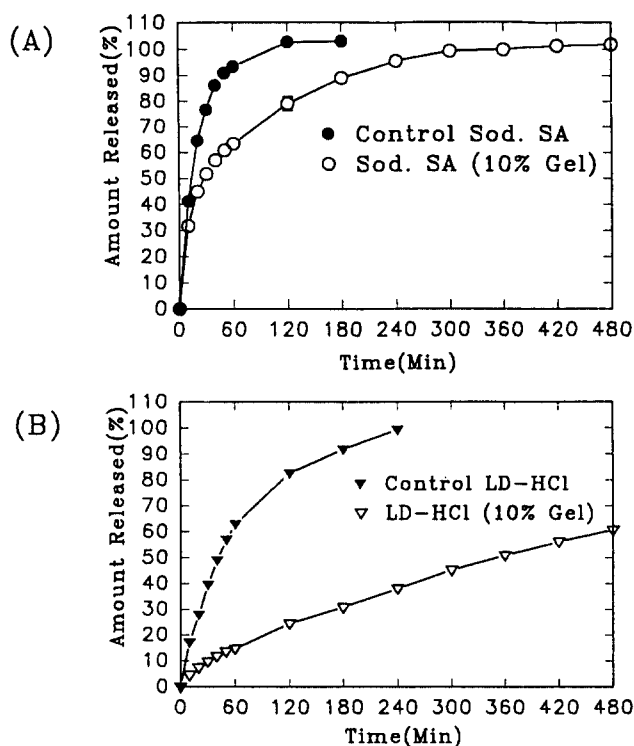 (A)
Amount Released(%)
110
100
90
80
70
60
50
40
30
20
10
0
Control Sod. SA
Sod. SA (10% Gel)
0 60 120 180 240 300 360 420 480
Time(Min)
(B)
Amount Released(%)
110
100
90
80
70
60
50
40
30
20
10
0
Control LD-HCl
LD-HCl (10% Gel)
0 60 120 180 240 300 360 420 480
Time(Min)